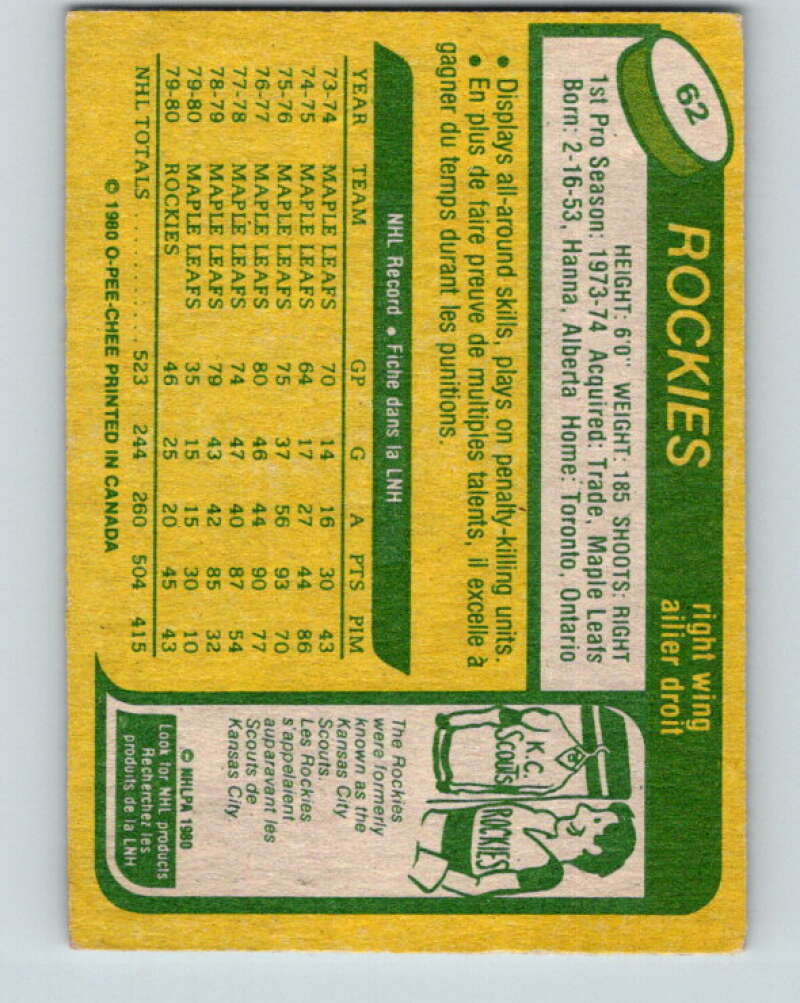 62
ROCKIES
right wing
ailier droit
HEIGHT: 6'0" WEIGHT: 185 SHOOTS: RIGHT
1st Pro Season: 1973-74 Acquired: Trade, Maple Leafs
Born: 2-16-53, Hanna, Alberta Home: Toronto, Ontario
• Displays all-around skills, plays on penalty-killing units.
• En plus de faire preuve de multiples talents, il excelle à
gagner du temps durant les punitions.
NHL Record • Fiche dans la LNH
YEAR TEAM GP G A PTS PIM
73-74 MAPLE LEAFS 70 14 16 30 43
74-75 MAPLE LEAFS 64 17 27 44 86
75-76 MAPLE LEAFS 75 37 56 93 70
76-77 MAPLE LEAFS 80 46 44 90 77
77-78 MAPLE LEAFS 74 47 40 87 54
78-79 MAPLE LEAFS 79 43 42 85 32
79-80 MAPLE LEAFS 35 15 15 30 10
79-80 ROCKIES 46 25 20 45 43
NHL TOTALS . . . . . . . . . . 523 244 260 504 415
© 1980 O-PEE-CHEE PRINTED IN CANADA
K.C.
SCOUTS
ROCKIES
The Rockies
were formerly
known as the
Kansas City
Scouts.
Les Rockies
s'appelaient
auparavant les
Scouts de
Kansas City
© NHLPA 1980
Look for NHL products
Recherchez les
produits de la LNH